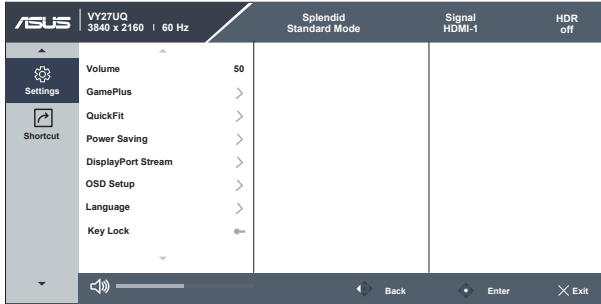 ASUS
VY27UQ
3840 x 2160 | 60 Hz
Splendid
Standard Mode
Signal
HDMI-1
HDR
off
Settings
Shortcut
Volume 50
GamePlus
QuickFit
Power Saving
DisplayPort Stream
OSD Setup
Language
Key Lock
Back
Enter
Exit